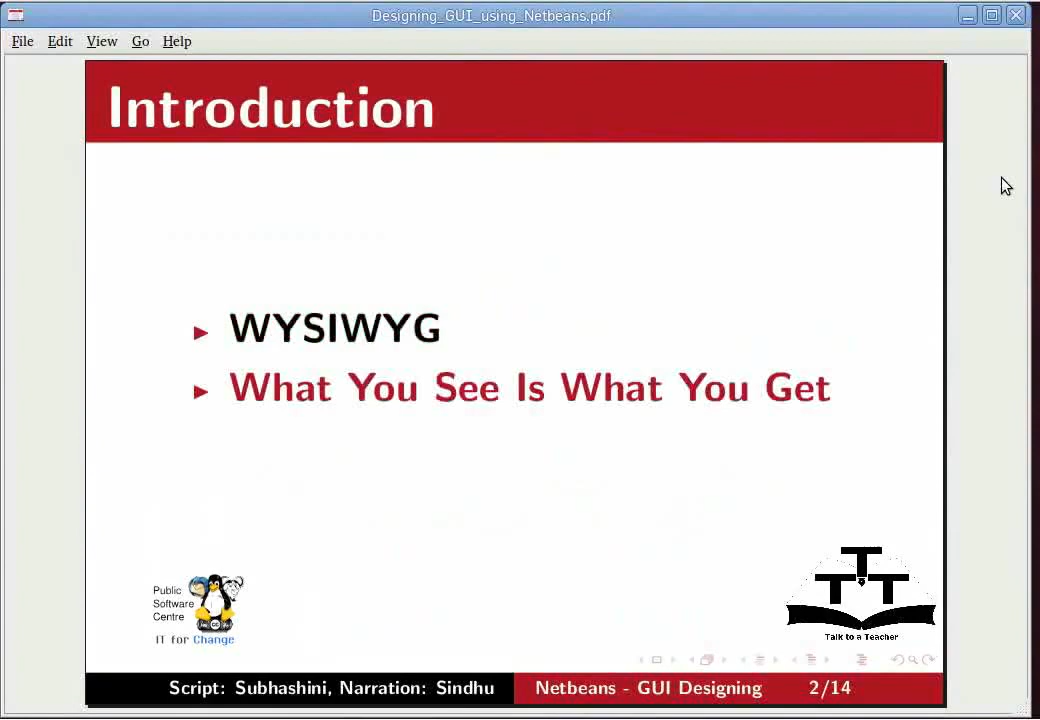 Designing_GUI_using_Netbeans.pdf
File Edit View Go Help
Introduction
WYSIWYG
What You See Is What You Get
Public
Software
Centre
IT for Change
T
T T
Talk to a Teacher
Script: Subhashini, Narration: Sindhu Netbeans - GUI Designing 2/14